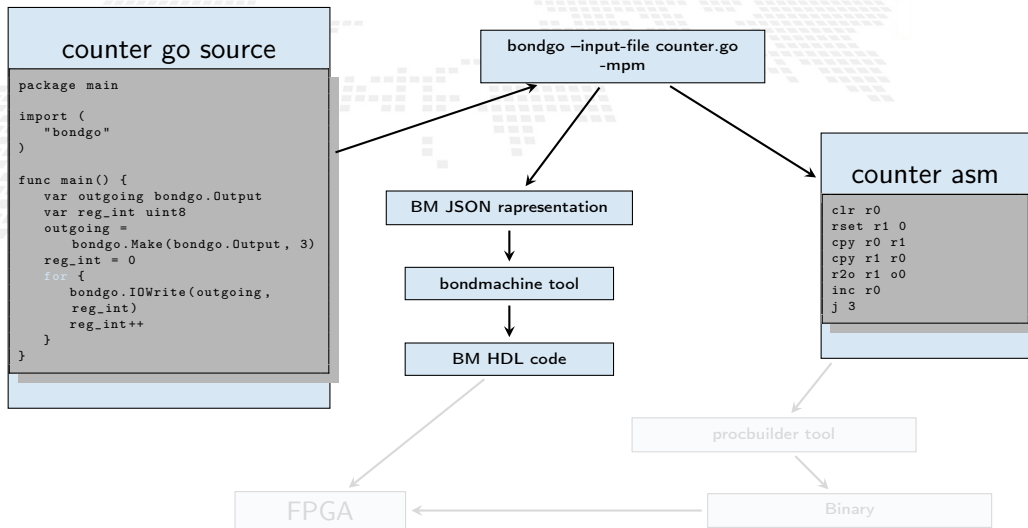 counter go source
package main
import (
"bondgo"
)
func main() {
var outgoing bondgo.Output
var reg_int uint8
outgoing =
bondgo.Make(bondgo.Output, 3)
reg_int = 0
for {
bondgo.IOWrite(outgoing,
reg_int)
reg_int++
}
}
bondgo –input-file counter.go
-mpm
BM JSON rapresentation
bondmachine tool
BM HDL code
counter asm
clr r0
rset r1 0
cpy r0 r1
cpy r1 r0
r2o r1 o0
inc r0
j 3
procbuilder tool
FPGA
Binary